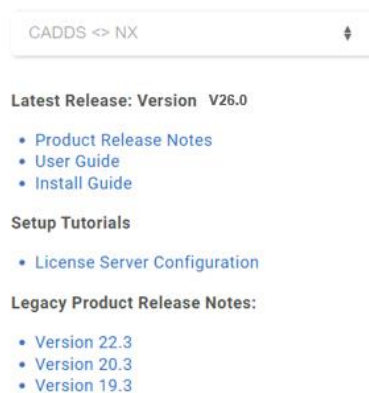 CADDS <> NX
Latest Release: Version V26.0
Product Release Notes
User Guide
Install Guide
Setup Tutorials
License Server Configuration
Legacy Product Release Notes:
Version 22.3
Version 20.3
Version 19.3